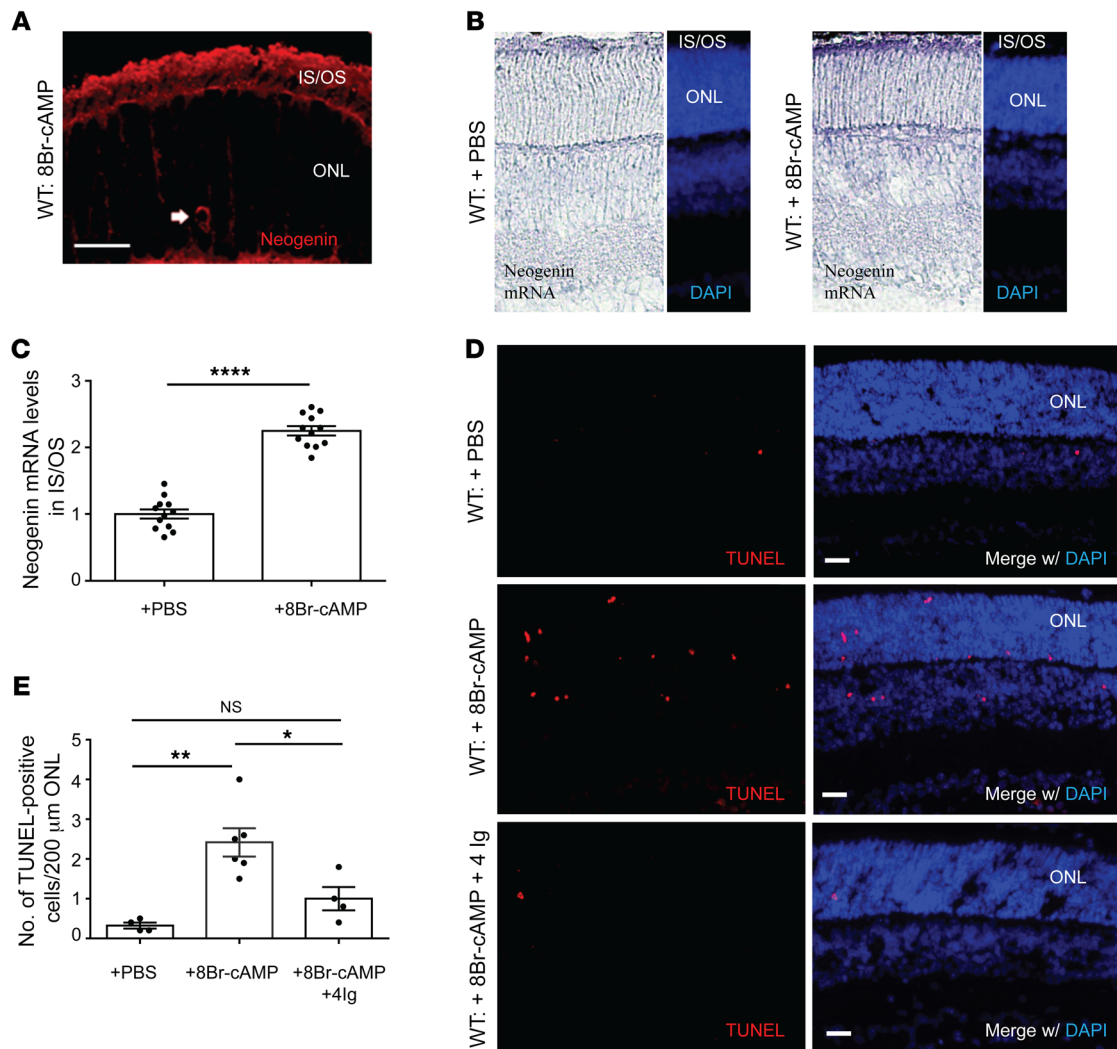 A
WT: 8Br-cAMP
IS/OS
ONL
Neogenin
B
WT: + PBS
IS/OS
ONL
Neogenin
mRNA
DAPI
WT: + 8Br-cAMP
IS/OS
ONL
Neogenin
mRNA
DAPI
C
Neogenin mRNA levels
in IS/OS
3
2
1
0
****
+PBS
+8Br-cAMP
D
WT: + PBS
TUNEL
ONL
Merge w/ DAPI
WT: + 8Br-cAMP
TUNEL
ONL
Merge w/ DAPI
WT: + 8Br-cAMP + 4 Ig
TUNEL
ONL
Merge w/ DAPI
E
No. of TUNEL-positive
cells/200 µm ONL
5
4
3
2
1
0
NS
**
*
+PBS
+8Br-cAMP
+8Br-cAMP
+4Ig